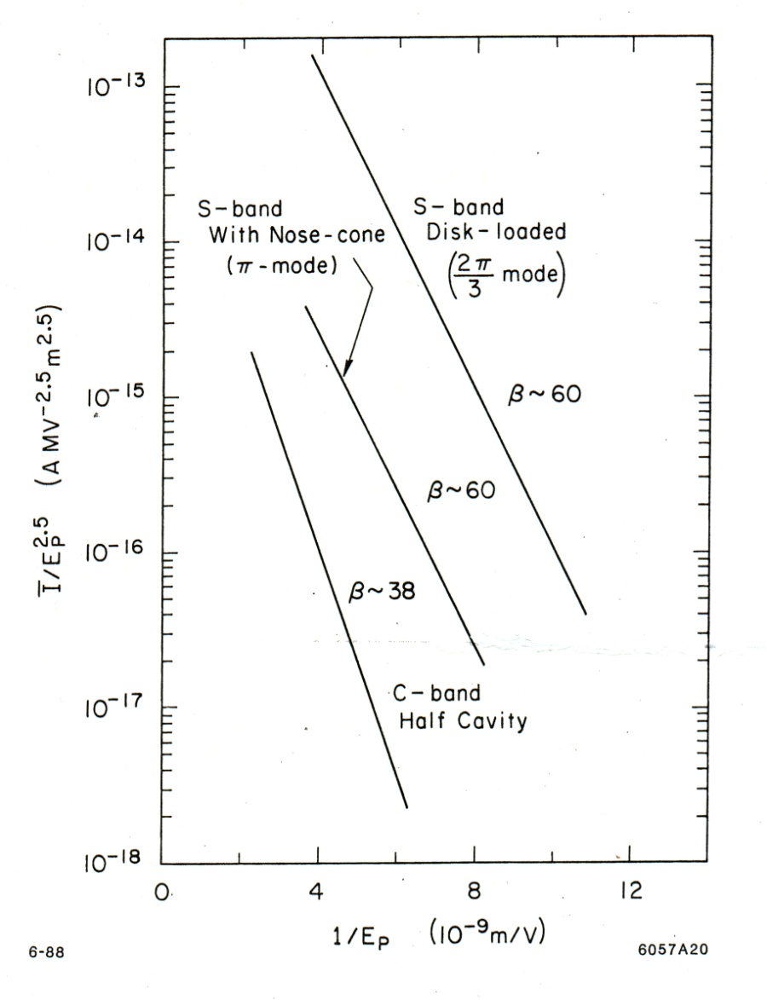 10⁻¹³
10⁻¹⁴
10⁻¹⁵
10⁻¹⁶
10⁻¹⁷
10⁻¹⁸
Ī/E_P^2.5 (A MV^−2.5 m^2.5)
S-band
With Nose-cone
(π-mode)
S-band
Disk-loaded
(2π/3 mode)
β~60
β~60
β~38
C-band
Half Cavity
0 4 8 12
1/E_P (10⁻⁹m/V)
6-88
6057A20